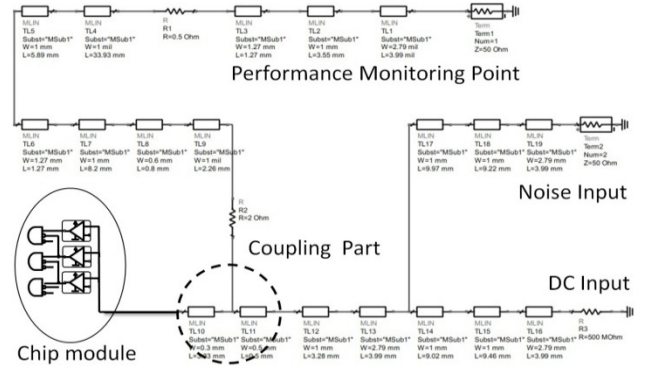 MLIN
TL5
Subst="MSub1"
W=1 mm
L=5.89 mm
MLIN
TL4
Subst="MSub1"
W=1 mil
L=33.93 mm
R
R1
R=0.5 Ohm
MLIN
TL3
Subst="MSub1"
W=1.27 mm
L=1.27 mm
MLIN
TL2
Subst="MSub1"
W=1 mm
L=3.55 mm
MLIN
TL1
Subst="MSub1"
W=2.79 mil
L=3.99 mil
Term
Term1
Num=1
Z=50 Ohm
Performance Monitoring Point
MLIN
TL6
Subst="MSub1"
W=1.27 mm
L=1.27 mm
MLIN
TL7
Subst="MSub1"
W=1 mm
L=8.2 mm
MLIN
TL8
Subst="MSub1"
W=0.6 mm
L=0.8 mm
MLIN
TL9
Subst="MSub1"
W=1 mil
L=2.26 mm
MLIN
TL17
Subst="MSub1"
W=1 mm
L=9.97 mm
MLIN
TL18
Subst="MSub1"
W=1 mm
L=9.22 mm
MLIN
TL19
Subst="MSub1"
W=2.79 mm
L=3.99 mm
Term
Term2
Num=2
Z=50 Ohm
Noise Input
R
R2
R=2 Ohm
Coupling Part
DC Input
MLIN
TL10
Subst="MSub1"
W=0.3 mm
MLIN
TL11
Subst="MSub1"
MLIN
TL12
Subst="MSub1"
W=1 mm
L=3.28 mm
MLIN
TL13
Subst="MSub1"
W=2.79 mm
L=3.99 mm
MLIN
TL14
Subst="MSub1"
W=1 mm
L=9.02 mm
MLIN
TL15
Subst="MSub1"
W=1 mm
L=9.46 mm
MLIN
TL16
Subst="MSub1"
W=2.79 mm
L=3.99 mm
R
R3
R=500 MOhm
Chip module